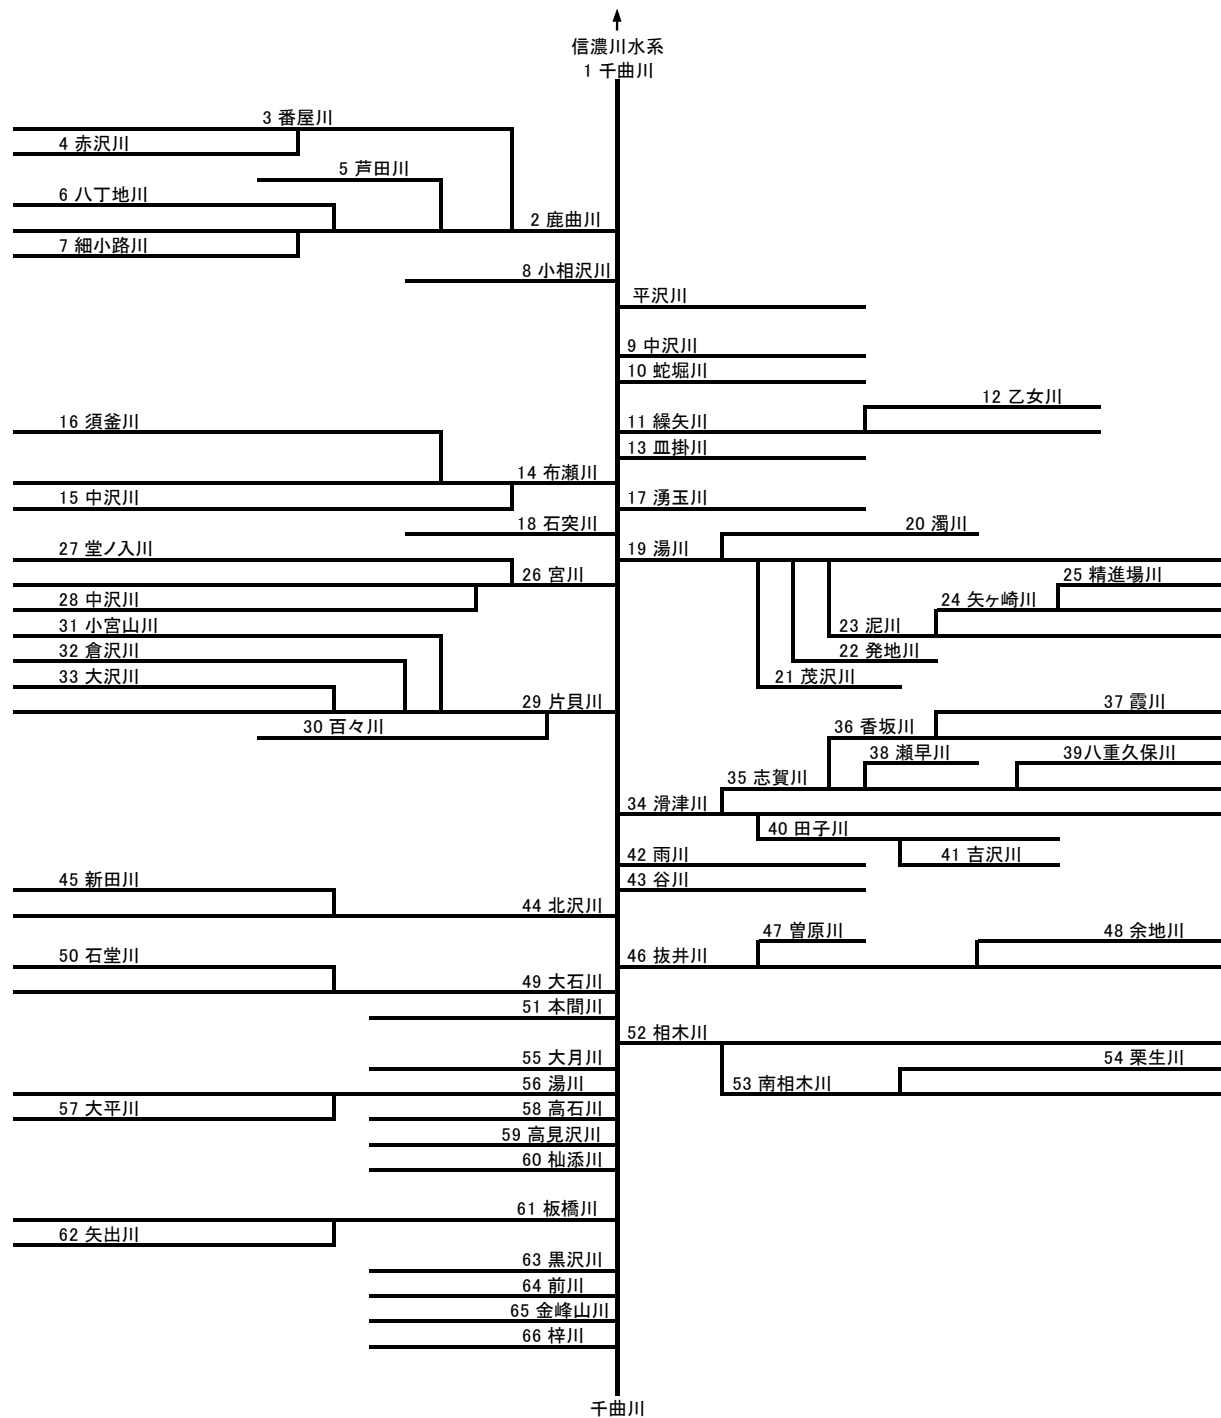 信濃川水系
1 千曲川
3 番屋川
4 赤沢川
5 芦田川
6 八丁地川
2 鹿曲川
7 細小路川
8 小相沢川
平沢川
9 中沢川
10 蛇堀川
12 乙女川
16 須釜川
11 繰矢川
13 皿掛川
14 布瀬川
15 中沢川
17 湧玉川
18 石突川
20 濁川
27 堂ノ入川
19 湯川
26 宮川
25 精進場川
28 中沢川
24 矢ヶ崎川
31 小宮山川
23 泥川
32 倉沢川
22 発地川
33 大沢川
21 茂沢川
29 片貝川
37 霞川
30 百々川
36 香坂川
38 瀬早川
39八重久保川
35 志賀川
34 滑津川
40 田子川
42 雨川
41 吉沢川
45 新田川
43 谷川
44 北沢川
47 曽原川
48 余地川
50 石堂川
46 抜井川
49 大石川
51 本間川
52 相木川
55 大月川
54 栗生川
56 湯川
53 南相木川
57 大平川
58 高石川
59 高見沢川
60 杣添川
61 板橋川
62 矢出川
63 黒沢川
64 前川
65 金峰山川
66 梓川
千曲川